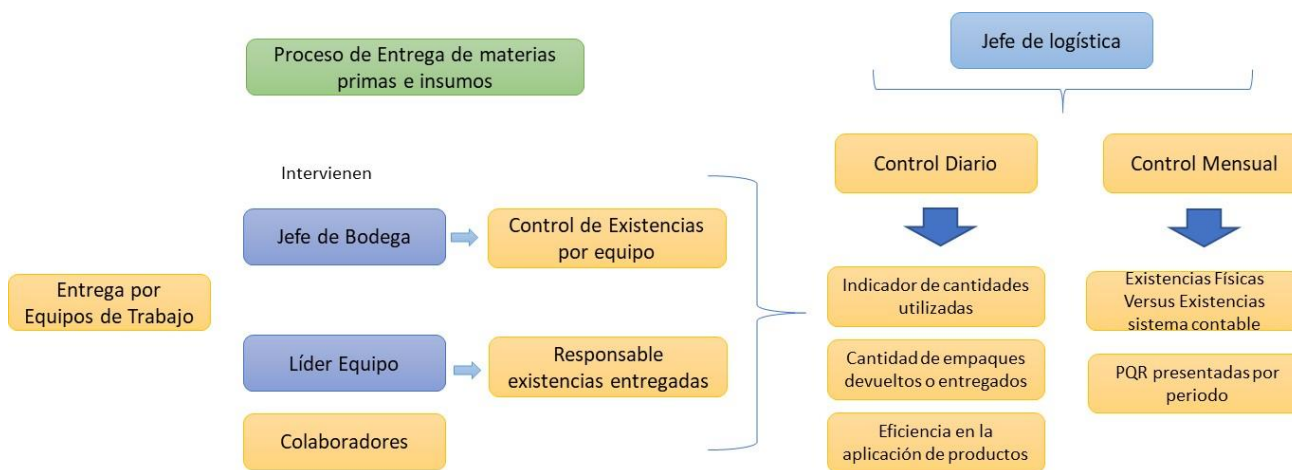 Proceso de Entrega de materias
primas e insumos
Jefe de logística
Intervienen
Control Diario
Control Mensual
Jefe de Bodega
Control de Existencias
por equipo
Entrega por
Equipos de Trabajo
Indicador de cantidades
utilizadas
Existencias Físicas
Versus Existencias
sistema contable
Líder Equipo
Responsable
existencias entregadas
Cantidad de empaques
devueltos o entregados
PQR presentadas por
periodo
Colaboradores
Eficiencia en la
aplicación de productos